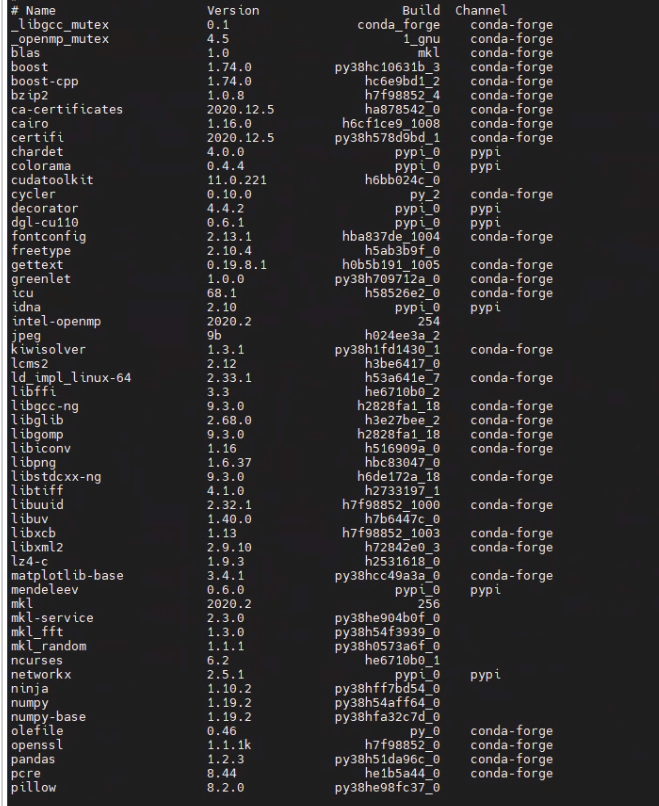 # Name Version Build Channel
_libgcc_mutex 0.1 conda_forge conda-forge
_openmp_mutex 4.5 1_gnu conda-forge
blas 1.0 mkl conda-forge
boost 1.74.0 py38hc10631b_3 conda-forge
boost-cpp 1.74.0 hc6e9bd1_2 conda-forge
bzip2 1.0.8 h7f98852_4 conda-forge
ca-certificates 2020.12.5 ha878542_0 conda-forge
cairo 1.16.0 h6cf1ce9_1008 conda-forge
certifi 2020.12.5 py38h578d9bd_1 conda-forge
chardet 4.0.0 pypi_0 pypi
colorama 0.4.4 pypi_0 pypi
cudatoolkit 11.0.221 h6bb024c_0
cycler 0.10.0 py_2 conda-forge
decorator 4.4.2 pypi_0 pypi
dgl-cu110 0.6.1 pypi_0 pypi
fontconfig 2.13.1 hba837de_1004 conda-forge
freetype 2.10.4 h5ab3b9f_0
gettext 0.19.8.1 h0b5b191_1005 conda-forge
greenlet 1.0.0 py38h709712a_0 conda-forge
icu 68.1 h58526e2_0 conda-forge
idna 2.10 pypi_0 pypi
intel-openmp 2020.2 254
jpeg 9b h024ee3a_2
kiwisolver 1.3.1 py38h1fd1430_1 conda-forge
lcms2 2.12 h3be6417_0
ld_impl_linux-64 2.33.1 h53a641e_7 conda-forge
libffi 3.3 he6710b0_2
libgcc-ng 9.3.0 h2828fa1_18 conda-forge
libglib 2.68.0 h3e27bee_2 conda-forge
libgomp 9.3.0 h2828fa1_18 conda-forge
libiconv 1.16 h516909a_0 conda-forge
libpng 1.6.37 hbc83047_0
libstdcxx-ng 9.3.0 h6de172a_18 conda-forge
libtiff 4.1.0 h2733197_1
libuuid 2.32.1 h7f98852_1000 conda-forge
libuv 1.40.0 h7b6447c_0
libxcb 1.13 h7f98852_1003 conda-forge
libxml2 2.9.10 h72842e0_3 conda-forge
lz4-c 1.9.3 h2531618_0
matplotlib-base 3.4.1 py38hcc49a3a_0 conda-forge
mendeleev 0.6.0 pypi_0 pypi
mkl 2020.2 256
mkl-service 2.3.0 py38he904b0f_0
mkl_fft 1.3.0 py38h54f3939_0
mkl_random 1.1.1 py38h0573a6f_0
ncurses 6.2 he6710b0_1
networkx 2.5.1 pypi_0 pypi
ninja 1.10.2 py38hff7bd54_0
numpy 1.19.2 py38h54aff64_0
numpy-base 1.19.2 py38hfa32c7d_0
olefile 0.46 py_0 conda-forge
openssl 1.1.1k h7f98852_0 conda-forge
pandas 1.2.3 py38h51da96c_0 conda-forge
pcre 8.44 he1b5a44_0 conda-forge
pillow 8.2.0 py38he98fc37_0